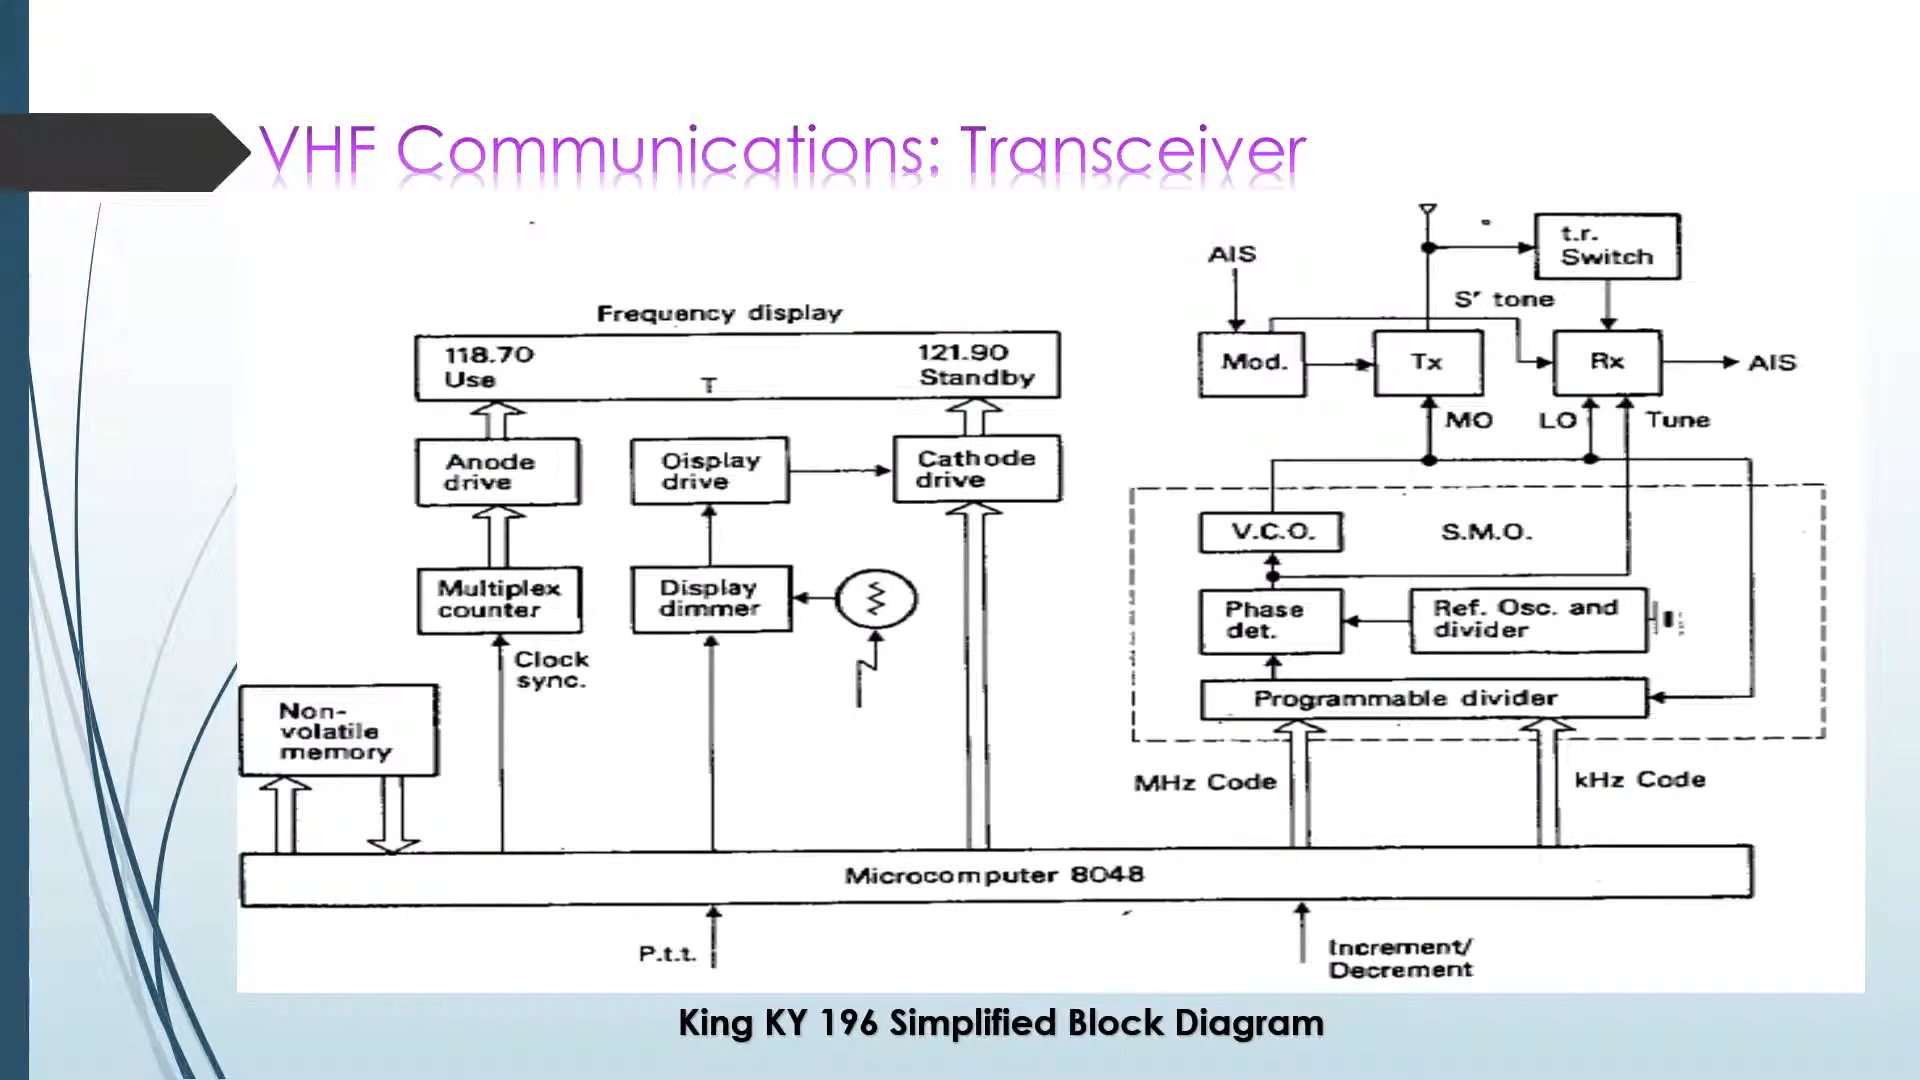 VHF Communications: Transceiver
Frequency display
118.70
Use
T
121.90
Standby
Anode
drive
Oisplay
drive
Cathode
drive
Multiplex
counter
Display
dimmer
Clock
sync.
Non-
volatile
memory
AIS
t.r.
Switch
S' tone
Mod.
Tx
Rx
AIS
MO
LO
Tune
V.C.O.
S.M.O.
Phase
det.
Ref. Osc. and
divider
Programmable divider
MHz Code
kHz Code
Microcomputer 8048
P.t.t.
Increment/
Decrement
King KY 196 Simplified Block Diagram